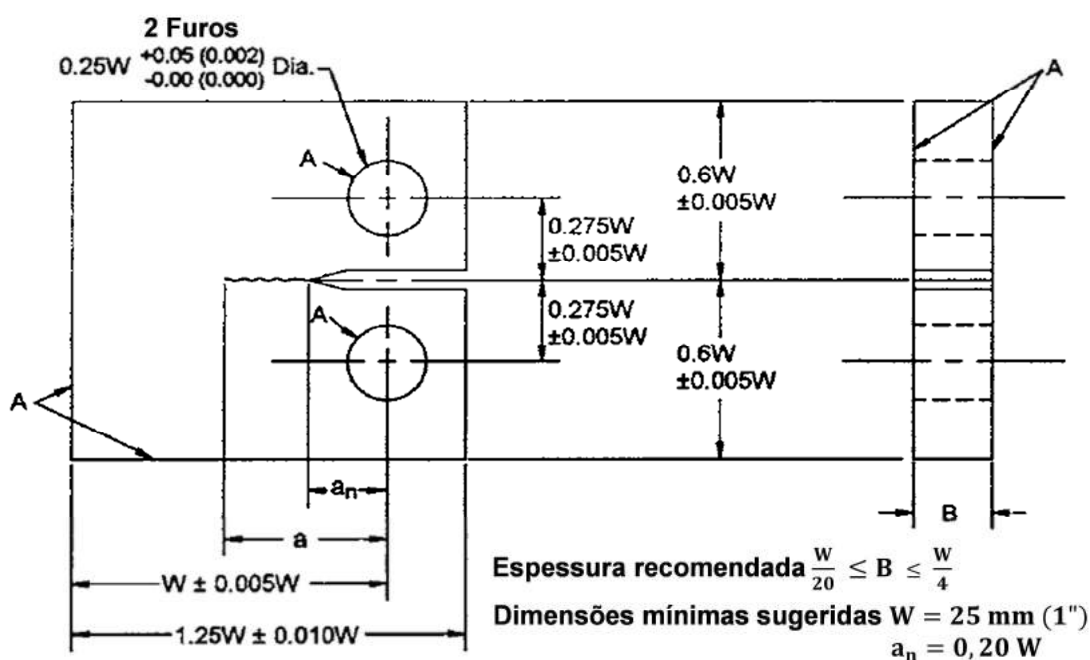 2 Furos
0.25W +0.05 (0.002) Dia.
-0.00 (0.000)
A
A
0.6W
±0.005W
0.275W
±0.005W
0.275W
±0.005W
A
0.6W
±0.005W
A
aₙ
B
a
W ± 0.005W
1.25W ± 0.010W
Espessura recomendada W/20 ≤ B ≤ W/4
Dimensões mínimas sugeridas W = 25 mm (1")
aₙ = 0,20 W